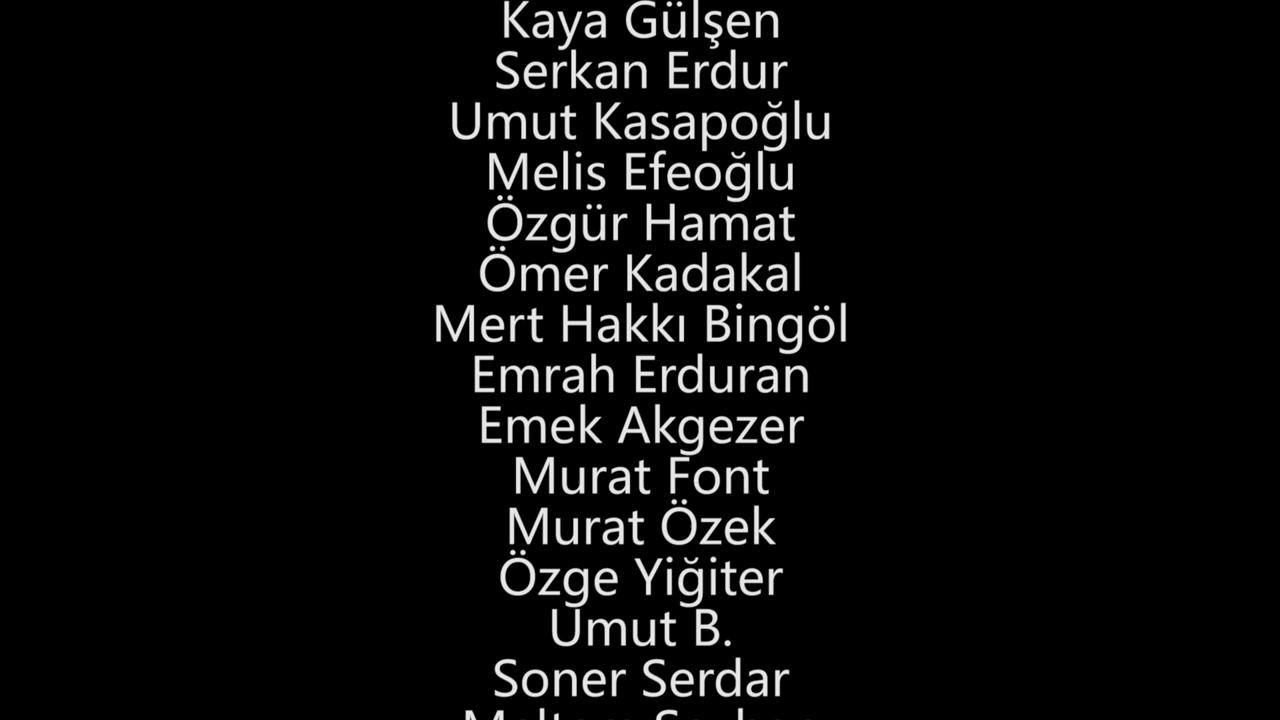 Kaya Gülşen
Serkan Erdur
Umut Kasapoğlu
Melis Efeoğlu
Özgür Hamat
Ömer Kadakal
Mert Hakkı Bingöl
Emrah Erduran
Emek Akgezer
Murat Font
Murat Özek
Özge Yiğiter
Umut B.
Soner Serdar